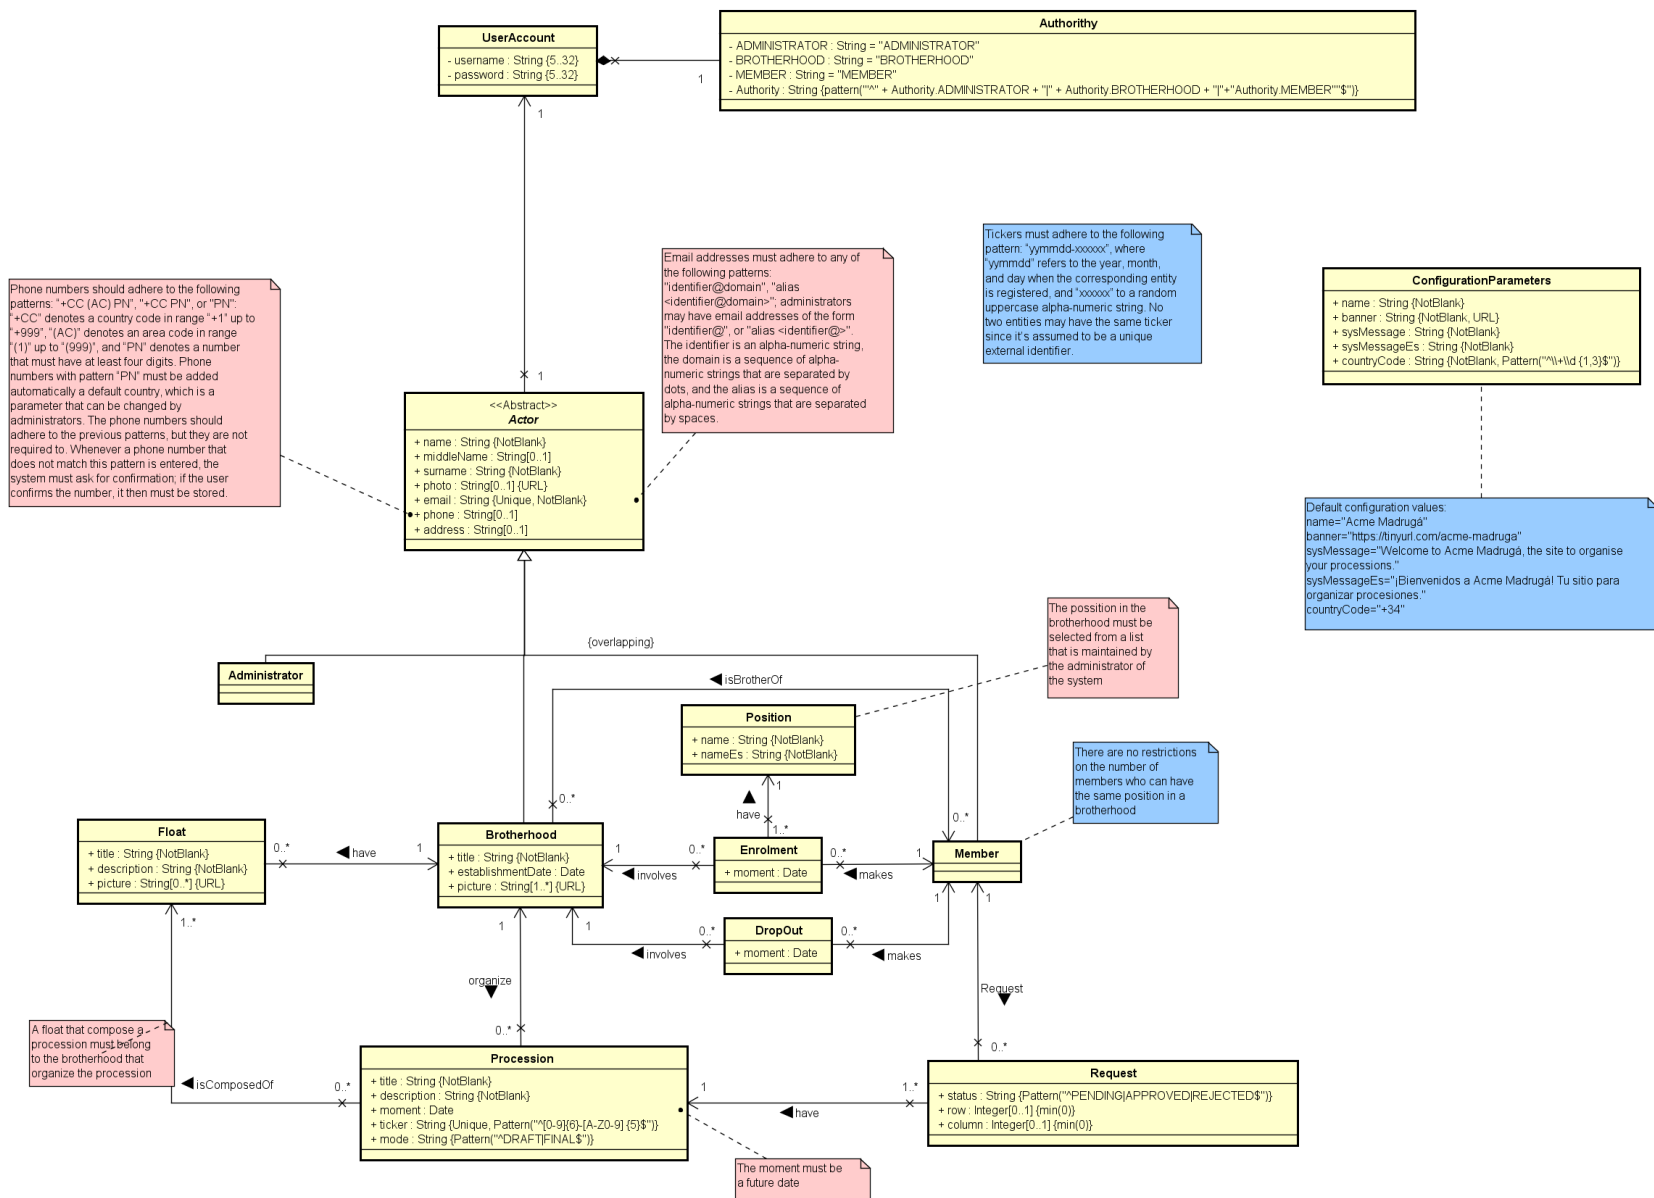 UserAccount
- username : String {5..32}
- password : String {5..32}
1
Authorithy
- ADMINISTRATOR : String = "ADMINISTRATOR"
- BROTHERHOOD : String = "BROTHERHOOD"
- MEMBER : String = "MEMBER"
- Authority : String {pattern(""^" + Authority.ADMINISTRATOR + "|" + Authority.BROTHERHOOD + "|"+"Authority.MEMBER""$")}
1
1
Phone numbers should adhere to the following
patterns: "+CC (AC) PN", "+CC PN", or "PN":
"+CC" denotes a country code in range "+1" up to
"+999", "(AC)" denotes an area code in range
"(1)" up to "(999)", and "PN" denotes a number
that must have at least four digits. Phone
numbers with pattern "PN" must be added
automatically a default country, which is a
parameter that can be changed by
administrators. The phone numbers should
adhere to the previous patterns, but they are not
required to. Whenever a phone number that
does not match this pattern is entered, the
system must ask for confirmation; if the user
confirms the number, it then must be stored.
Email addresses must adhere to any of
the following patterns:
"identifier@domain", "alias
<identifier@domain>"; administrators
may have email addresses of the form
"identifier@", or "alias <identifier@>".
The identifier is an alpha-numeric string,
the domain is a sequence of alpha-
numeric strings that are separated by
dots, and the alias is a sequence of
alpha-numeric strings that are separated
by spaces.
Tickers must adhere to the following
pattern: "yymmdd-xxxxxx", where
"yymmdd" refers to the year, month,
and day when the corresponding entity
is registered, and "xxxxxx" to a random
uppercase alpha-numeric string. No
two entities may have the same ticker
since it's assumed to be a unique
external identifier.
ConfigurationParameters
+ name : String {NotBlank}
+ banner : String {NotBlank, URL}
+ sysMessage : String {NotBlank}
+ sysMessageEs : String {NotBlank}
+ countryCode : String {NotBlank, Pattern("^\\+\\d {1,3}$")}
<<Abstract>>
Actor
+ name : String {NotBlank}
+ middleName : String[0..1]
+ surname : String {NotBlank}
+ photo : String[0..1] {URL}
+ email : String {Unique, NotBlank}
+ phone : String[0..1]
+ address : String[0..1]
Default configuration values:
name="Acme Madrugá"
banner="https://tinyurl.com/acme-madruga"
sysMessage="Welcome to Acme Madrugá, the site to organise
your processions."
sysMessageEs="¡Bienvenidos a Acme Madrugá! Tu sitio para
organizar procesiones."
countryCode="+34"
The possition in the
brotherhood must be
selected from a list
that is maintained by
the administrator of
the system
{overlapping}
Administrator
isBrotherOf
Position
+ name : String {NotBlank}
+ nameEs : String {NotBlank}
There are no restrictions
on the number of
members who can have
the same position in a
brotherhood
1
have
1..*
0..*
0..*
Float
+ title : String {NotBlank}
+ description : String {NotBlank}
+ picture : String[0..*] {URL}
0..*
have
1
Brotherhood
+ title : String {NotBlank}
+ establishmentDate : Date
+ picture : String[1..*] {URL}
1
involves
0..*
Enrolment
+ moment : Date
0..*
makes
1
Member
1..*
1
1
involves
0..*
DropOut
+ moment : Date
0..*
makes
1
1
organize
0..*
Request
0..*
A float that compose a
procession must belong
to the brotherhood that
organize the procession
isComposedOf
0..*
Procession
+ title : String {NotBlank}
+ description : String {NotBlank}
+ moment : Date
+ ticker : String {Unique, Pattern("^[0-9]{6}-[A-Z0-9] {5}$")}
+ mode : String {Pattern("^DRAFT|FINAL$")}
1
have
1..*
Request
+ status : String {Pattern("^PENDING|APPROVED|REJECTED$")}
+ row : Integer[0..1] {min(0)}
+ column : Integer[0..1] {min(0)}
The moment must be
a future date